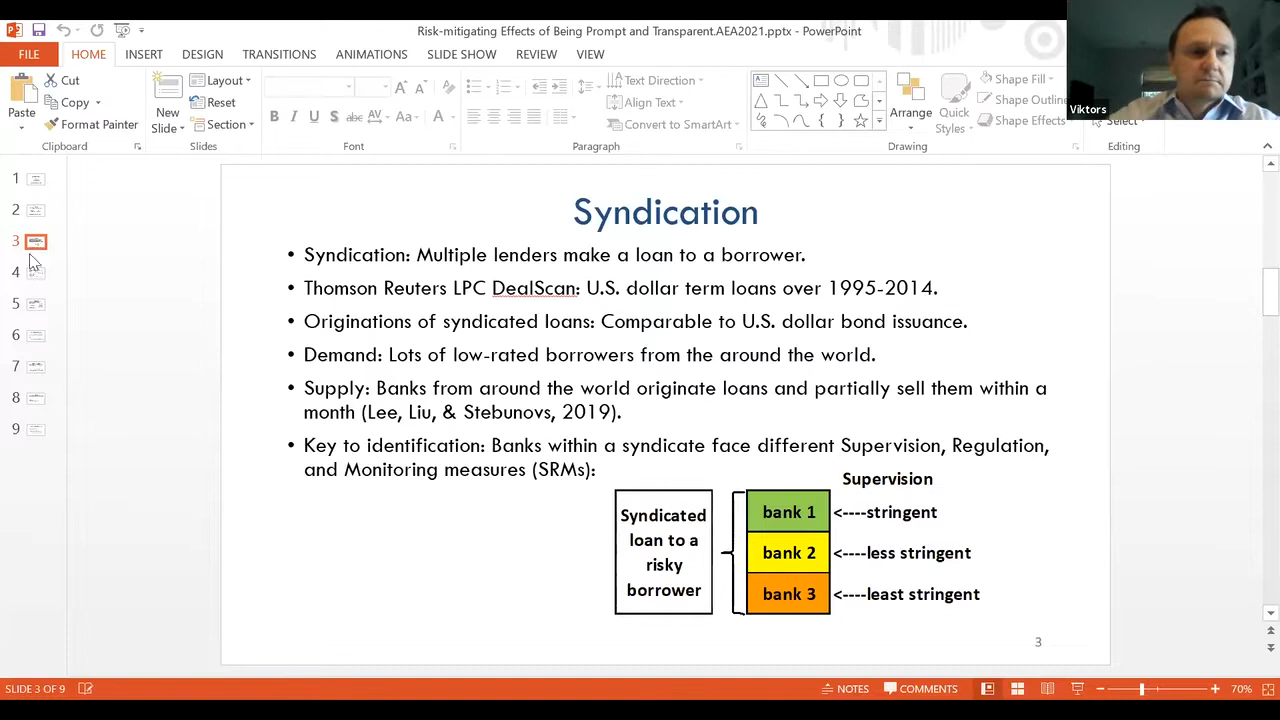 Risk-mitigating Effects of Being Prompt and Transparent.AEA2021.pptx - PowerPoint
FILE HOME INSERT DESIGN TRANSITIONS ANIMATIONS SLIDE SHOW REVIEW VIEW
Viktors
Paste
Cut
Copy
Format Painter
Clipboard
New
Slide
Layout
Reset
Section
Slides
B I U S abc AV Aa A
Font
Text Direction
Align Text
Convert to SmartArt
Paragraph
Arrange
Quick
Styles
Shape Fill
Shape Outline
Shape Effects
Drawing
Select
Editing
1
2
3
4
5
6
7
8
9
Syndication
• Syndication: Multiple lenders make a loan to a borrower.
• Thomson Reuters LPC DealScan: U.S. dollar term loans over 1995-2014.
• Originations of syndicated loans: Comparable to U.S. dollar bond issuance.
• Demand: Lots of low-rated borrowers from the around the world.
• Supply: Banks from around the world originate loans and partially sell them within a
month (Lee, Liu, & Stebunovs, 2019).
• Key to identification: Banks within a syndicate face different Supervision, Regulation,
and Monitoring measures (SRMs):
Supervision
Syndicated
loan to a
risky
borrower
bank 1 <----stringent
bank 2 <----less stringent
bank 3 <----least stringent
3
SLIDE 3 OF 9 NOTES COMMENTS 70%